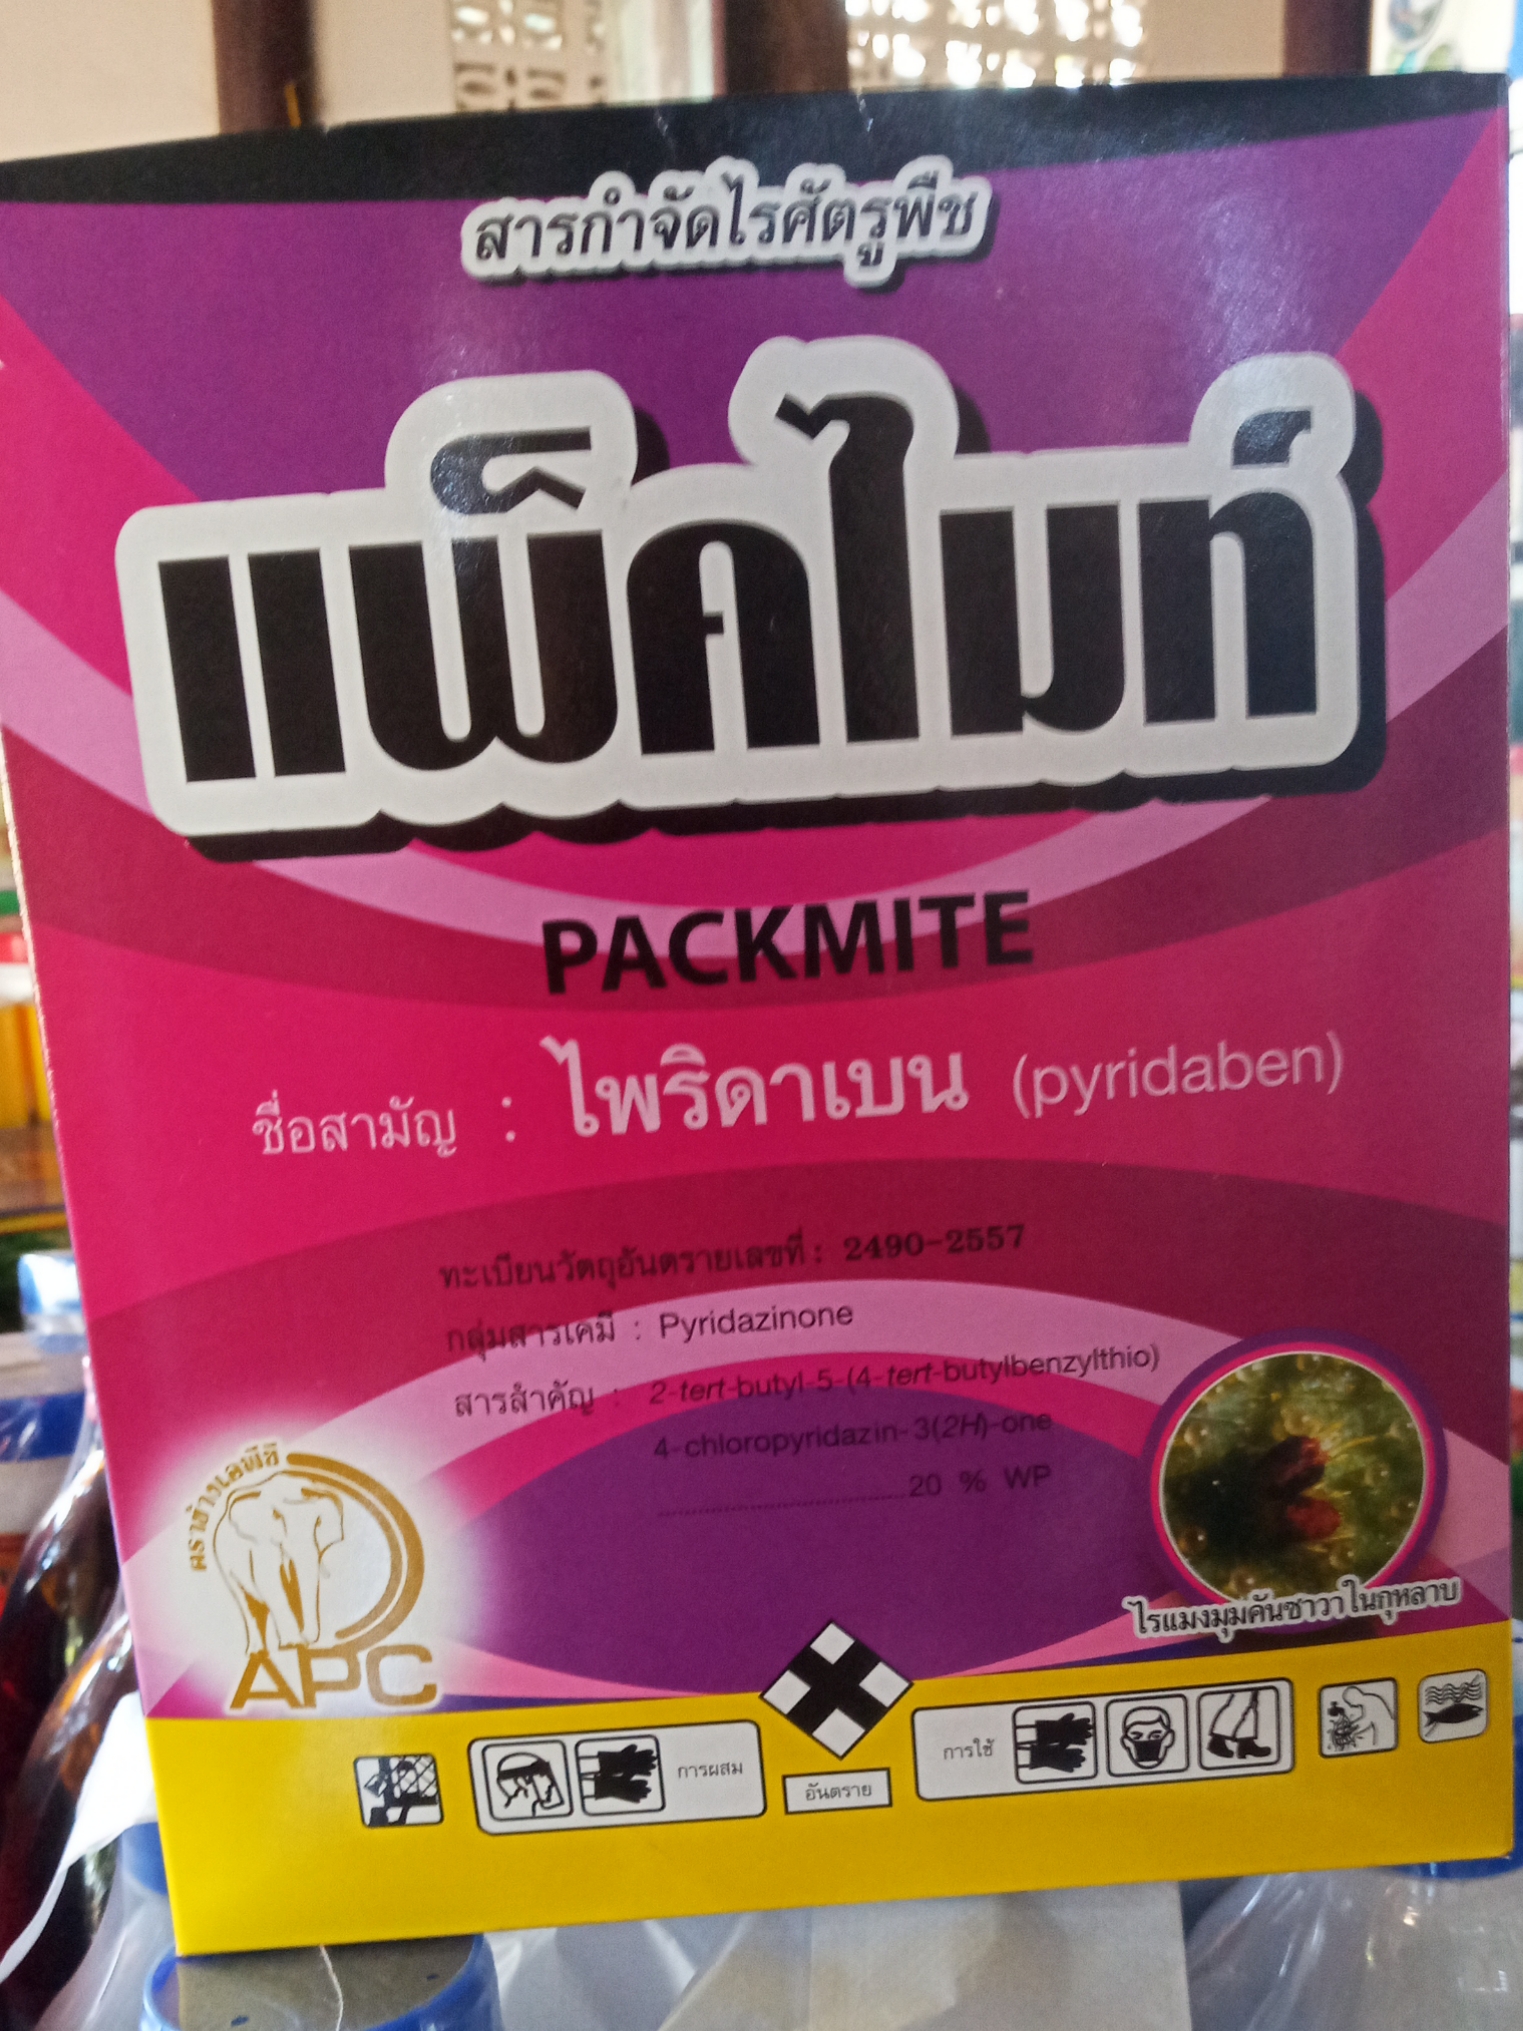 สารกำจัดไรศัตรูพืช
แพ็คไมท์
PACKMITE
ชื่อสามัญ : ไพริดาเบน (pyridaben)
ทะเบียนวัตถุอันตรายเลขที่ : 2490-2557
กลุ่มสารเคมี : Pyridazinone
สารสำคัญ : 2-tert-butyl-5-(4-tert-butylbenzylthio)
4-chloropyridazin-3(2H)-one
20 % WP
ตราช้างเอพีซี
APC
ไรแมงมุมคันซาวาในกุหลาบ
การผสม
อันตราย
การใช้